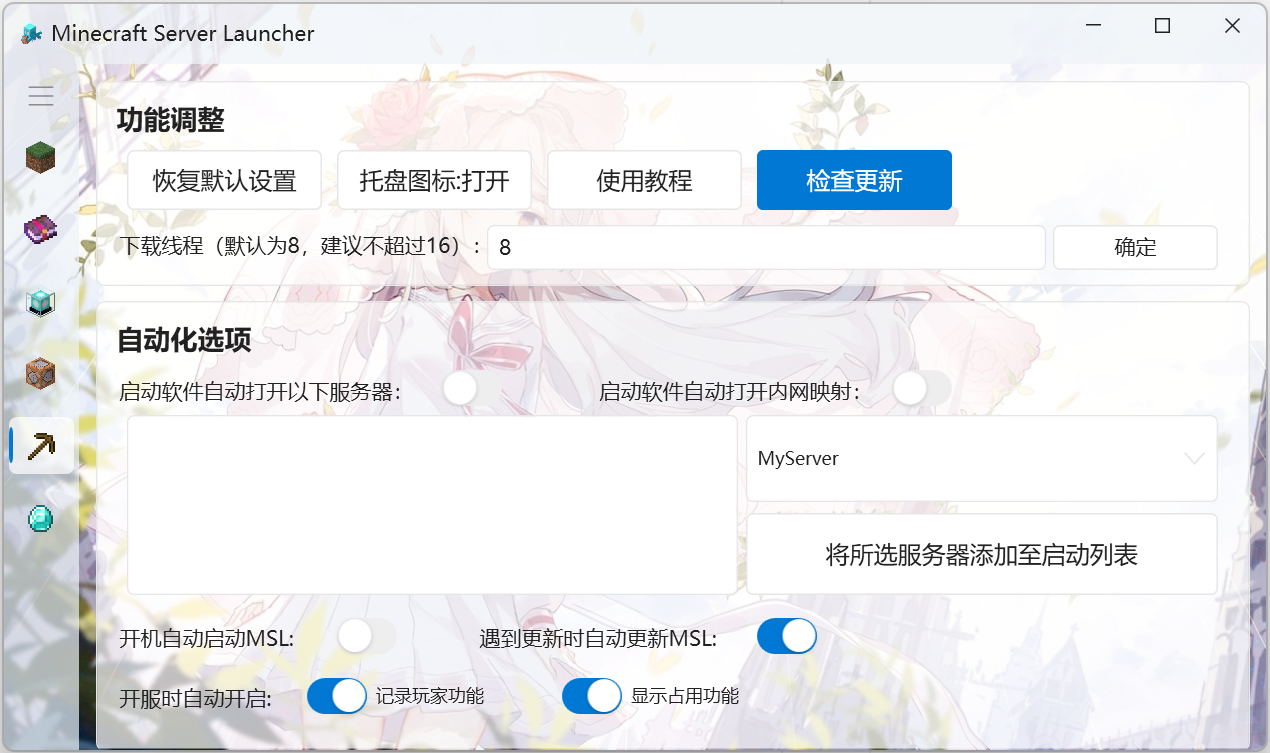 Minecraft Server Launcher
功能调整
恢复默认设置 托盘图标:打开 使用教程 检查更新
下载线程（默认为8，建议不超过16）: 8 确定
自动化选项
启动软件自动打开以下服务器: 启动软件自动打开内网映射:
MyServer
将所选服务器添加至启动列表
开机自动启动MSL: 遇到更新时自动更新MSL:
开服时自动开启: 记录玩家功能 显示占用功能